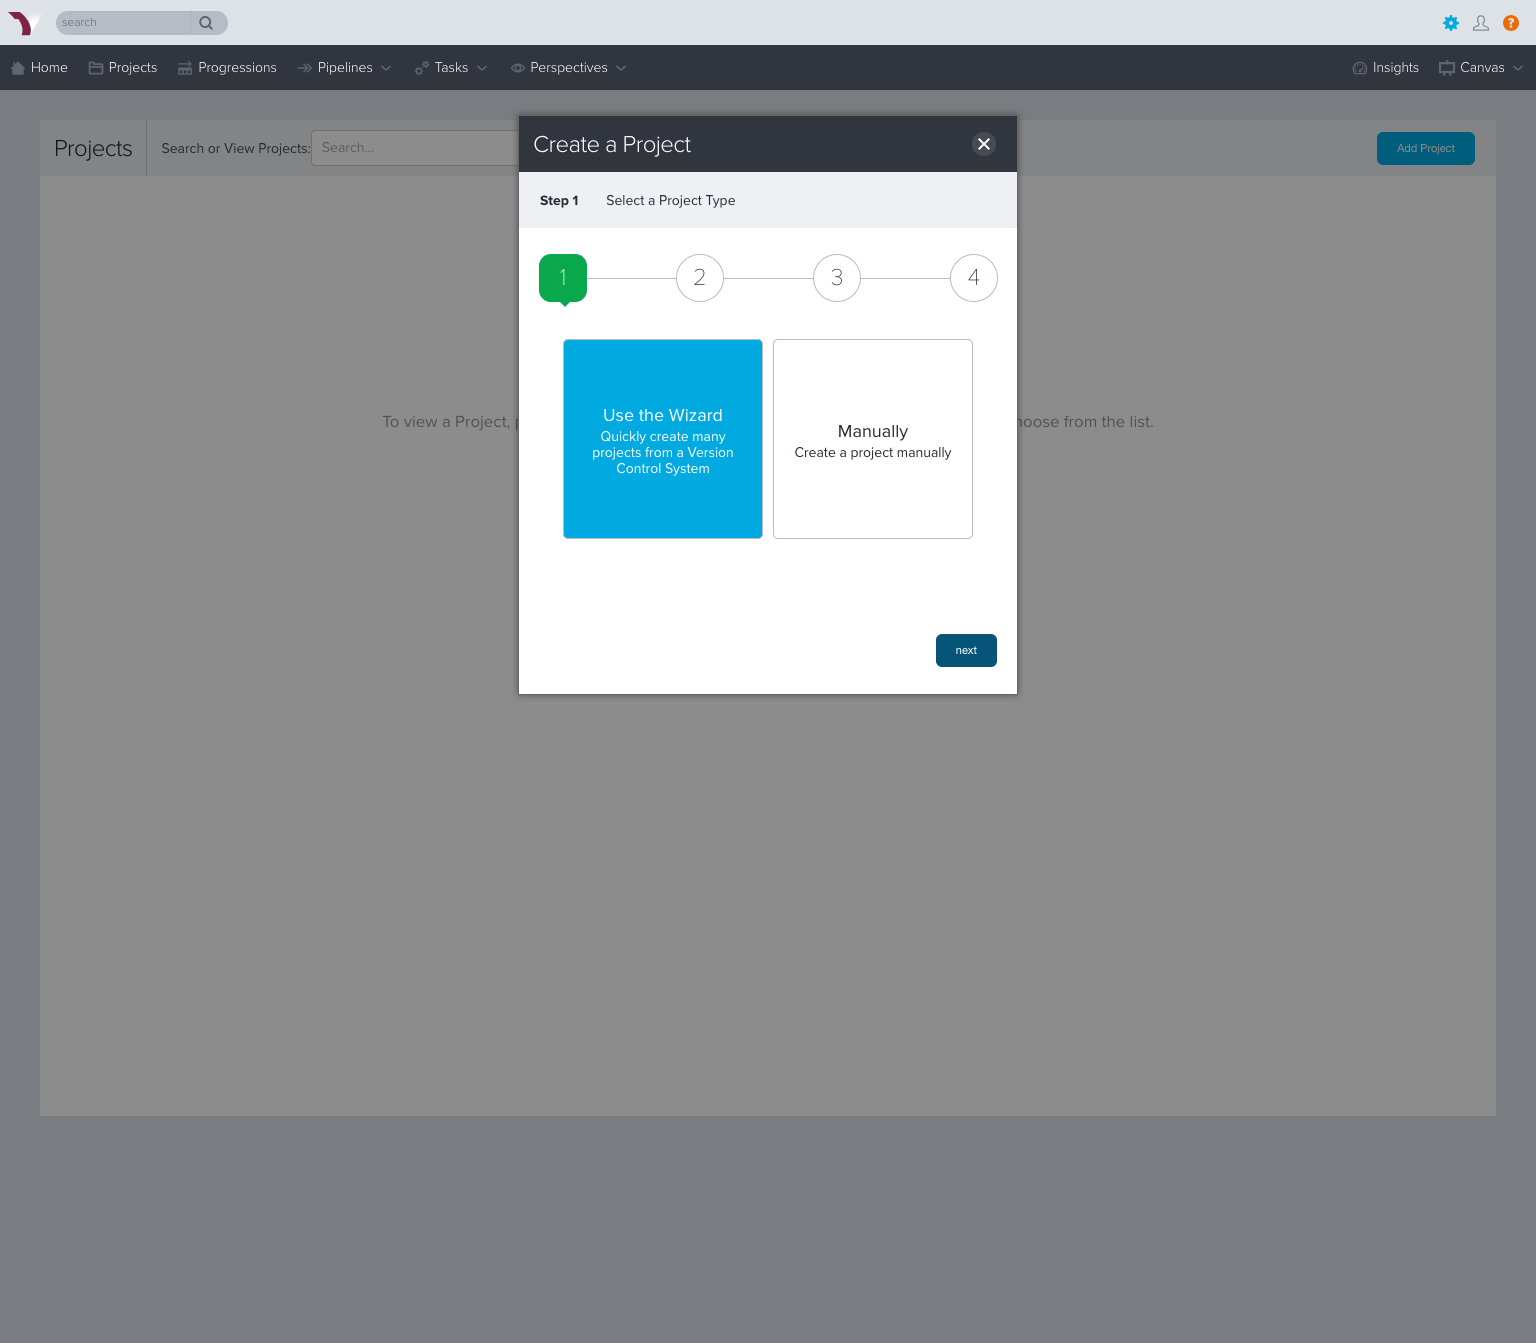 search
?
Home
Projects
Progressions
Pipelines
Tasks
Perspectives
Insights
Canvas
Projects
Search or View Projects:
Search...
Add Project
Create a Project
Step 1
Select a Project Type
1
2
3
4
To view a Project,
hoose from the list.
Use the Wizard
Quickly create many
projects from a Version
Control System
Manually
Create a project manually
next